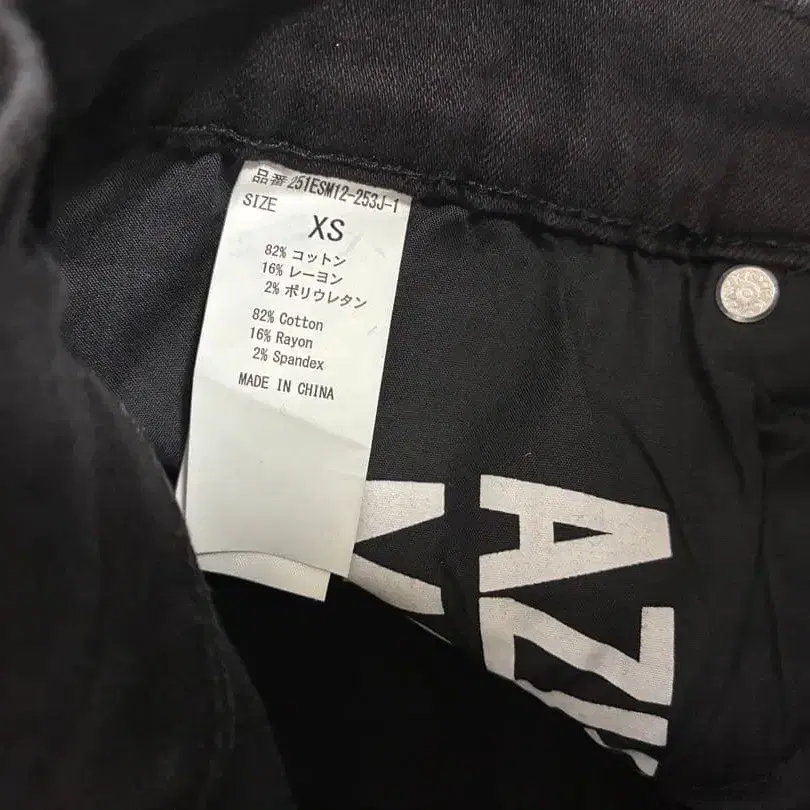 品番 251ESM12-253J-1
SIZE
XS
82% コットン
16% レーヨン
2% ポリウレタン
82% Cotton
16% Rayon
2% Spandex
MADE IN CHINA
AZ